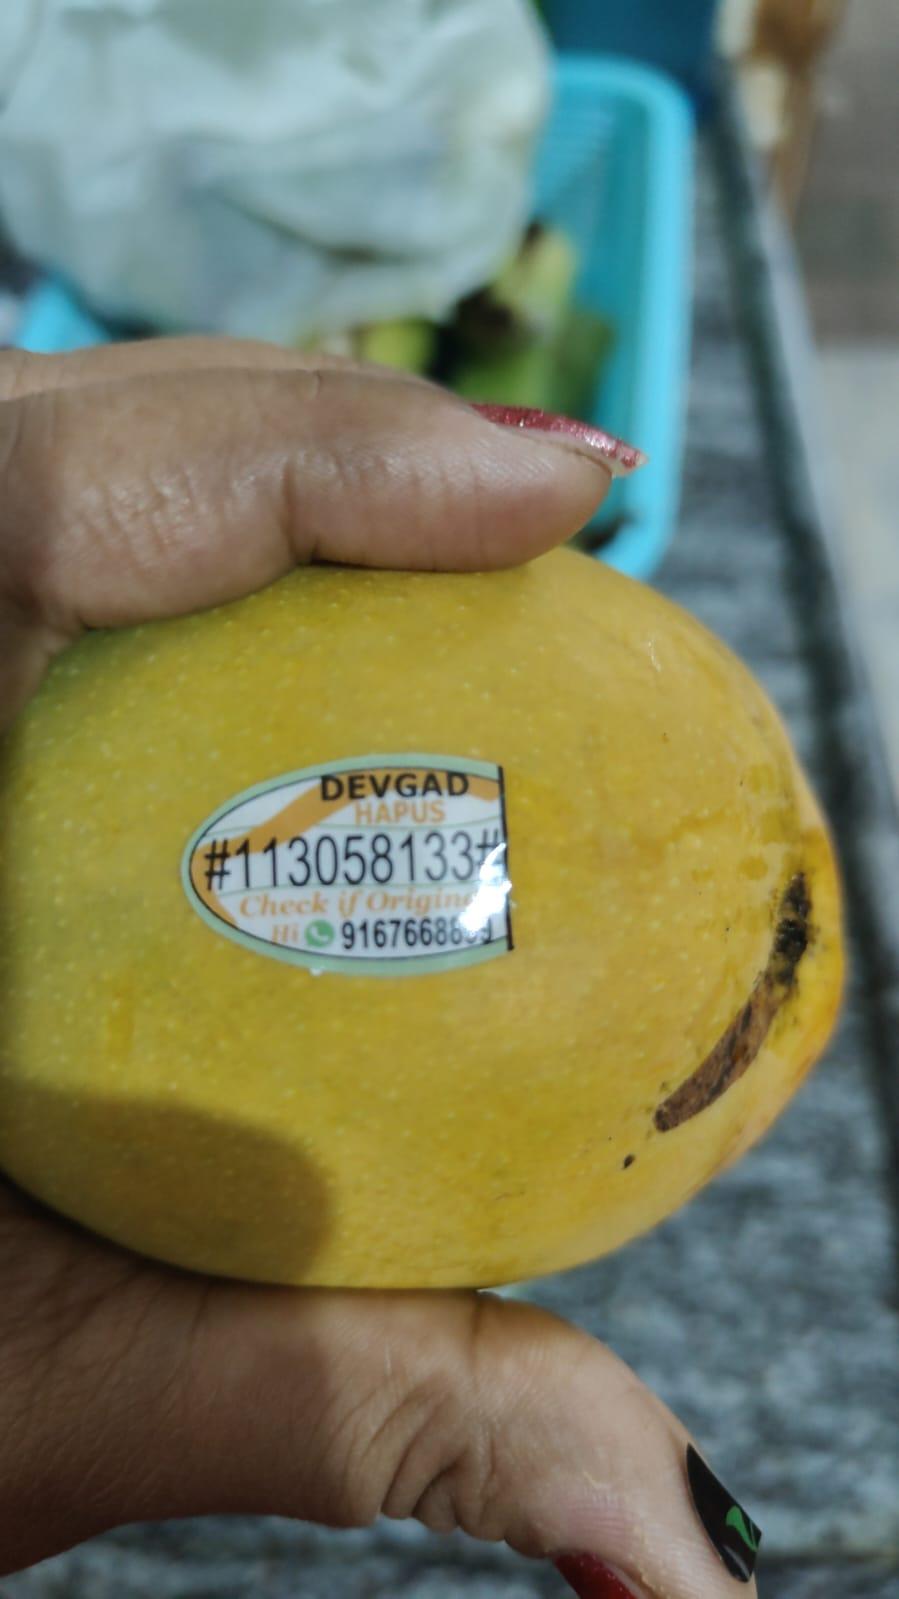 DEVGAD
HAPUS
#113058133#
Check if
Hi